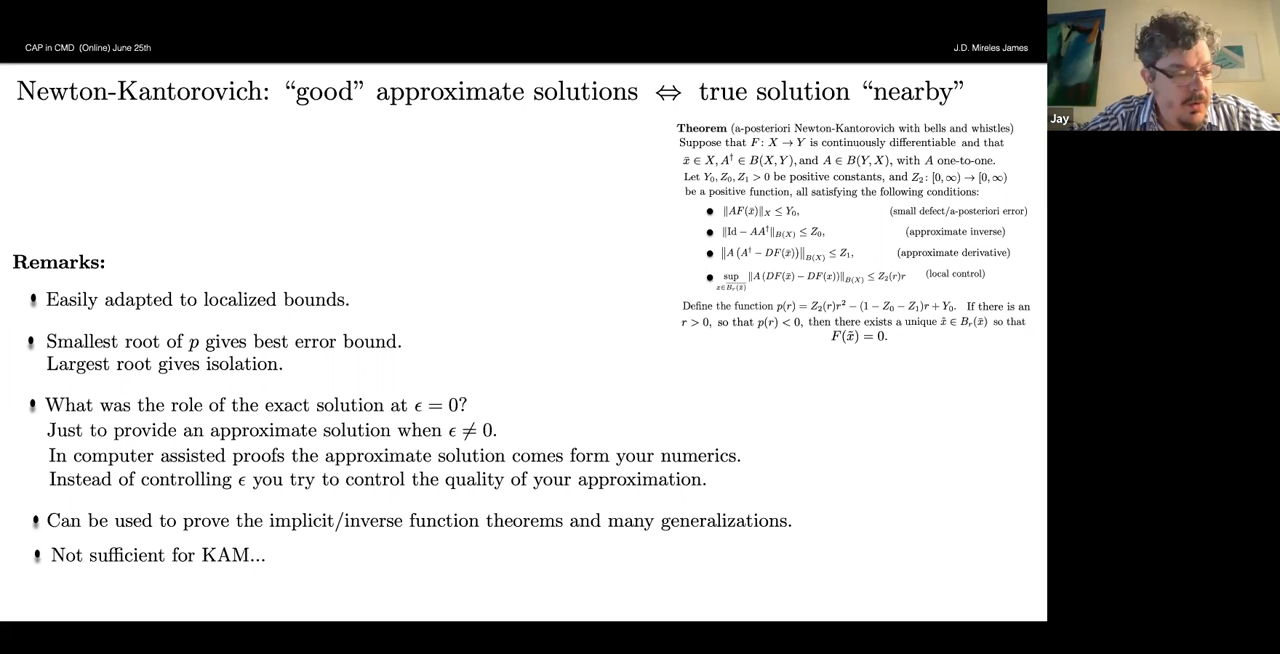 CAP in CMD (Online) June 25th
J.D. Mireles James
Newton-Kantorovich: “good” approximate solutions ⇔ true solution “nearby”
Jay
Theorem (a-posteriori Newton-Kantorovich with bells and whistles)
Suppose that F: X → Y is continuously differentiable and that
x̄ ∈ X, A† ∈ B(X,Y), and A ∈ B(Y,X), with A one-to-one.
Let Y₀, Z₀, Z₁ > 0 be positive constants, and Z₂: [0,∞) → [0,∞)
be a positive function, all satisfying the following conditions:
• ‖AF(x̄)‖_X ≤ Y₀, (small defect/a-posteriori error)
• ‖Id − AA†‖_{B(X)} ≤ Z₀, (approximate inverse)
• ‖A (A† − DF(x̄))‖_{B(X)} ≤ Z₁, (approximate derivative)
• sup_{x∈\overline{B_r(x̄)}} ‖A (DF(x̄) − DF(x))‖_{B(X)} ≤ Z₂(r)r (local control)
Define the function p(r) = Z₂(r)r² − (1 − Z₀ − Z₁)r + Y₀. If there is an
r > 0, so that p(r) < 0, then there exists a unique x̃ ∈ B_r(x̄) so that
F(x̃) = 0.
Remarks:
• Easily adapted to localized bounds.
• Smallest root of p gives best error bound.
Largest root gives isolation.
• What was the role of the exact solution at ϵ = 0?
Just to provide an approximate solution when ϵ ≠ 0.
In computer assisted proofs the approximate solution comes form your numerics.
Instead of controlling ϵ you try to control the quality of your approximation.
• Can be used to prove the implicit/inverse function theorems and many generalizations.
• Not sufficient for KAM...